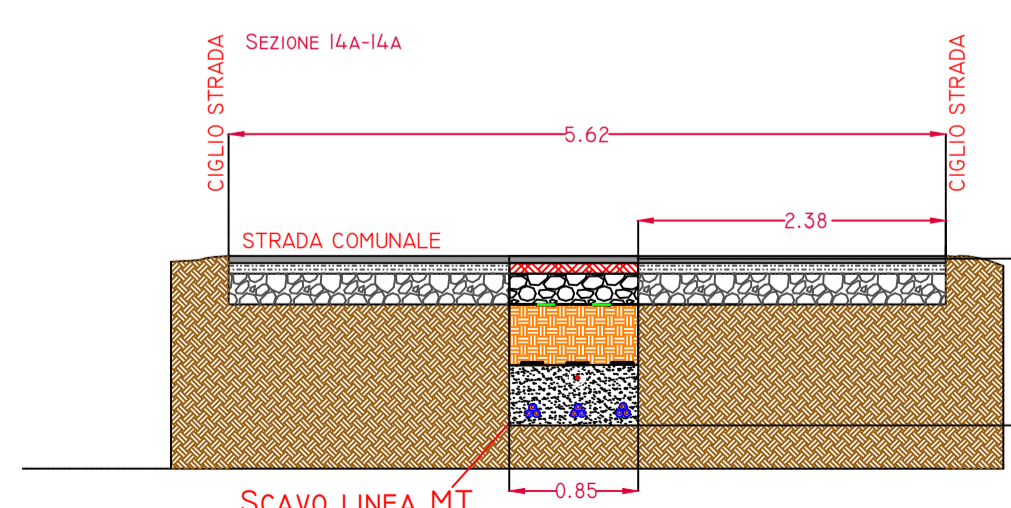 SEZIONE 14A-14A
CIGLIO STRADA
CIGLIO STRADA
5.62
2.38
STRADA COMUNALE
0.85
SCAVO LINEA MT